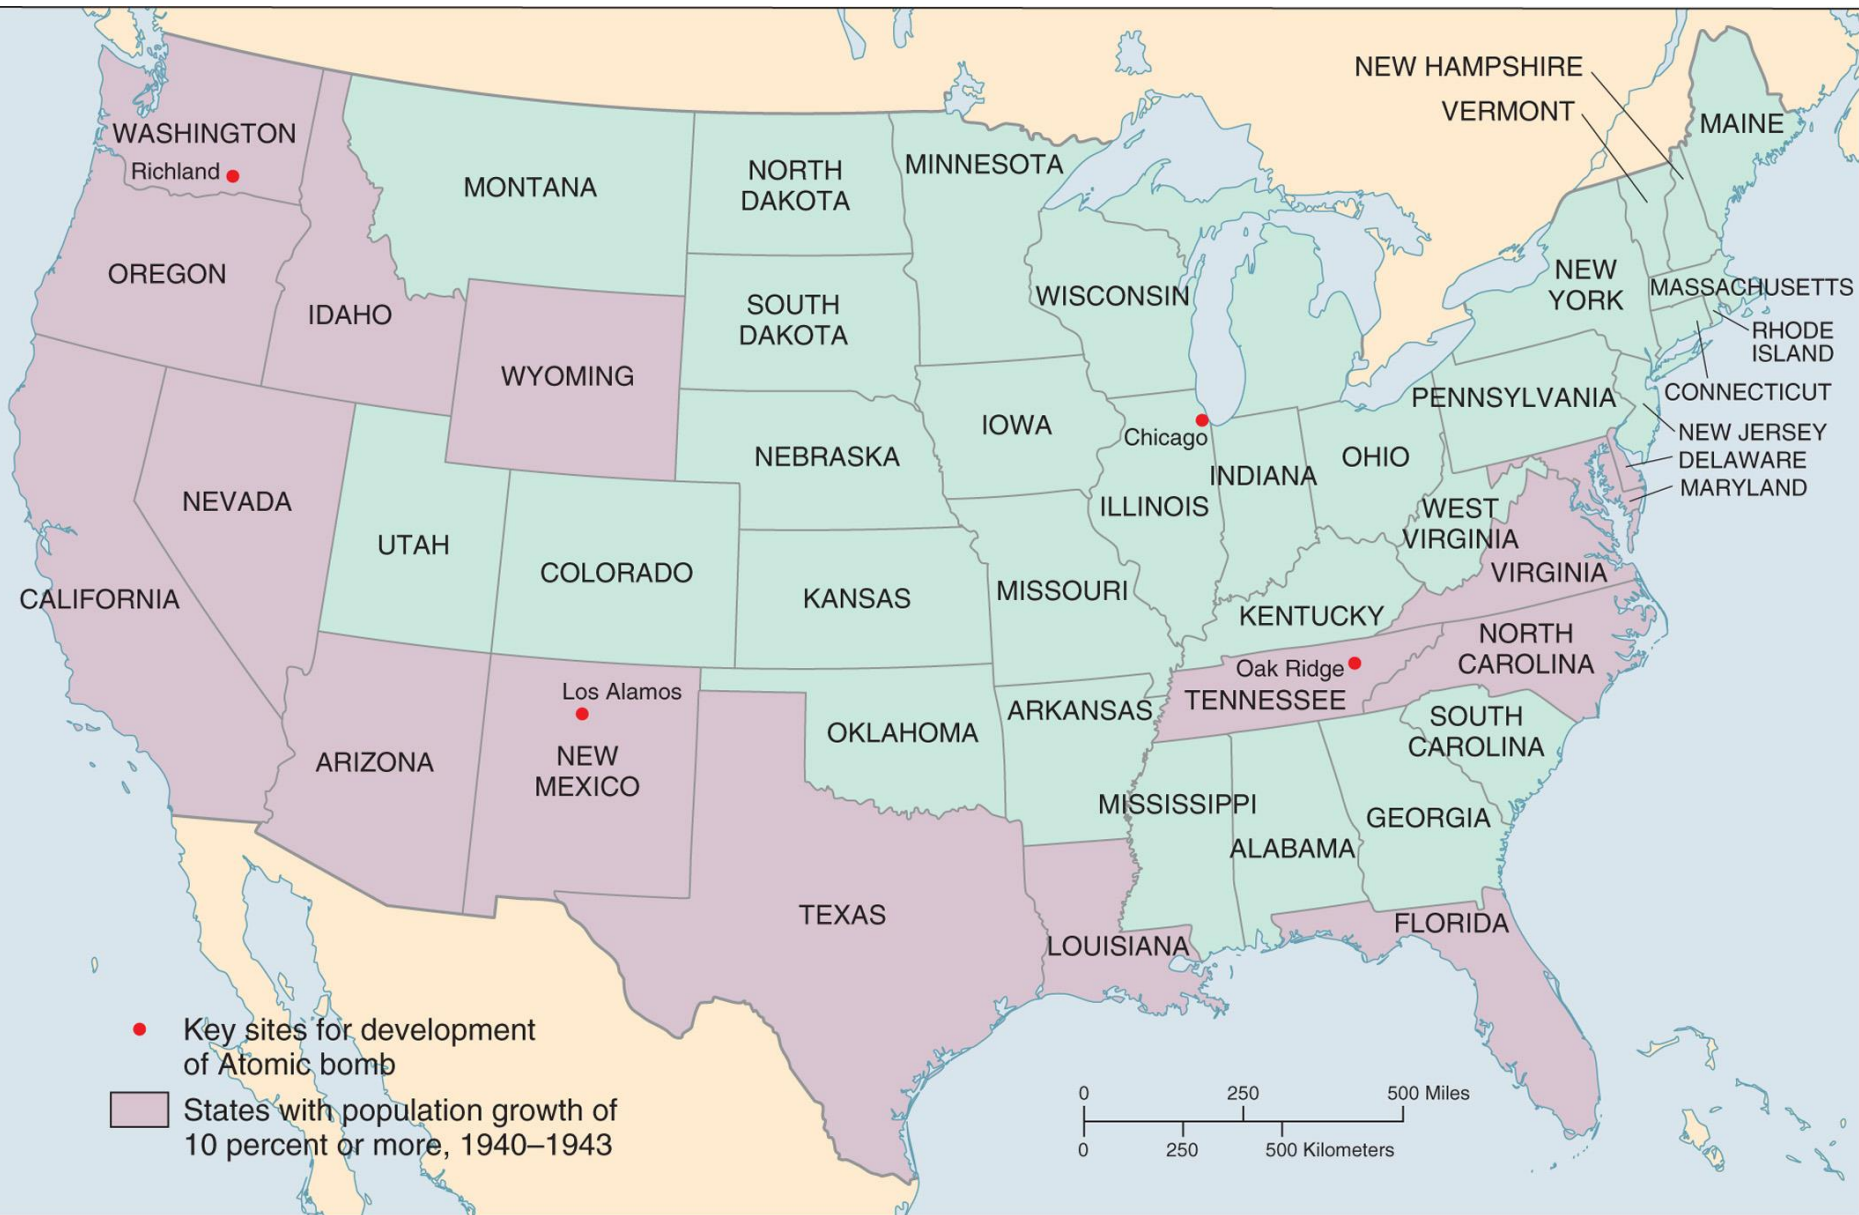 NEW HAMPSHIRE
VERMONT
MAINE
WASHINGTON
Richland
MONTANA
NORTH
DAKOTA
MINNESOTA
OREGON
IDAHO
SOUTH
DAKOTA
WISCONSIN
NEW
YORK
MASSACHUSETTS
RHODE
ISLAND
CONNECTICUT
WYOMING
IOWA
Chicago
PENNSYLVANIA
NEW JERSEY
DELAWARE
MARYLAND
NEBRASKA
ILLINOIS
INDIANA
OHIO
WEST
VIRGINIA
NEVADA
UTAH
COLORADO
KANSAS
MISSOURI
KENTUCKY
VIRGINIA
CALIFORNIA
Los Alamos
NEW
MEXICO
ARIZONA
OKLAHOMA
ARKANSAS
Oak Ridge
TENNESSEE
NORTH
CAROLINA
SOUTH
CAROLINA
MISSISSIPPI
ALABAMA
GEORGIA
TEXAS
LOUISIANA
FLORIDA
Key sites for development
of Atomic bomb
States with population growth of
10 percent or more, 1940–1943
0 250 500 Miles
0 250 500 Kilometers